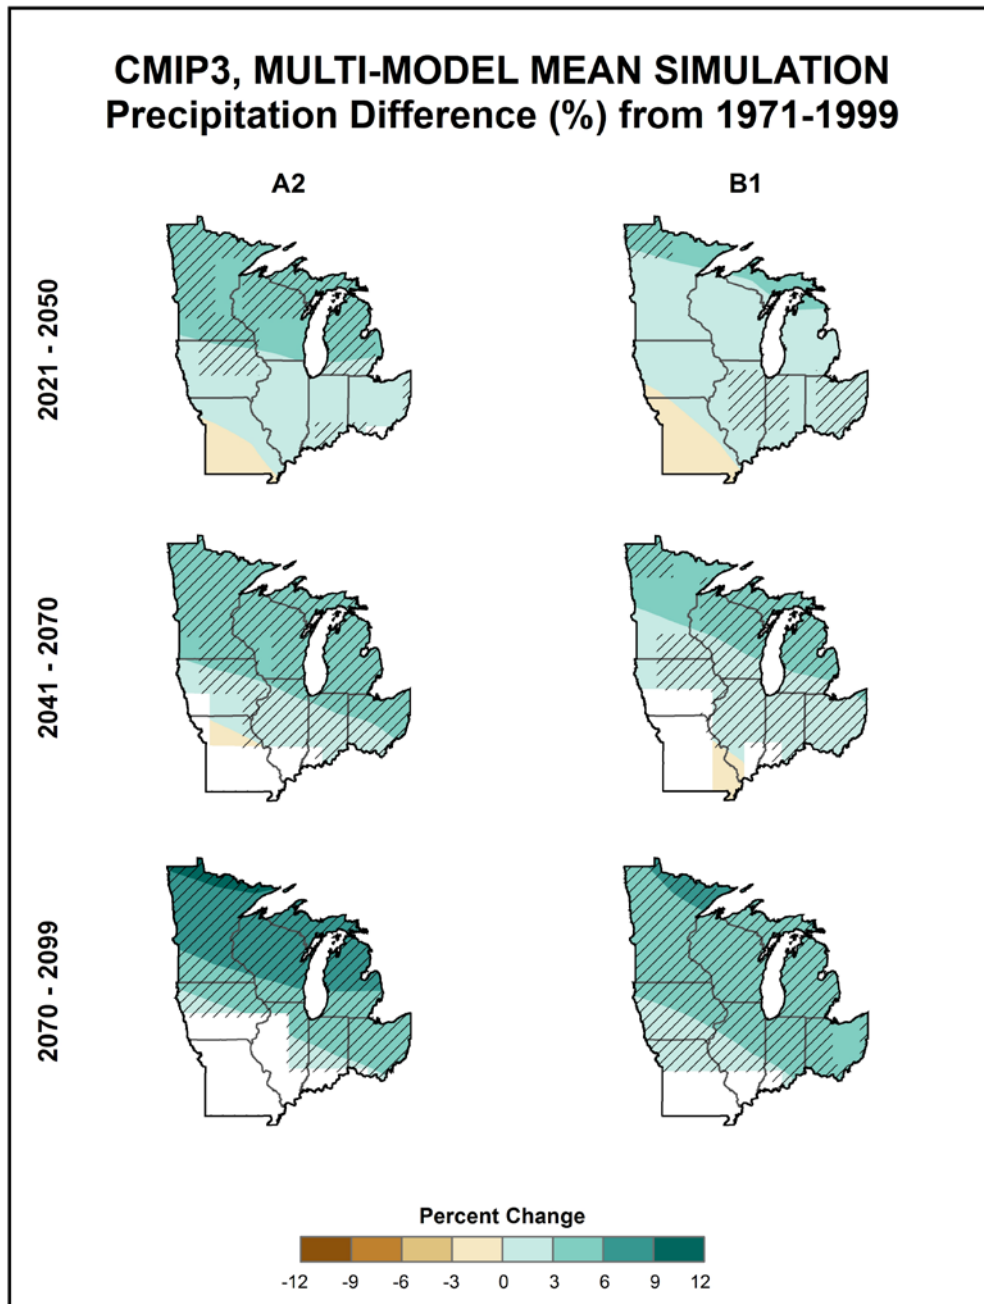 CMIP3, MULTI-MODEL MEAN SIMULATION
Precipitation Difference (%) from 1971-1999
A2
B1
2021 - 2050
2041 - 2070
2070 - 2099
Percent Change
-12 -9 -6 -3 0 3 6 9 12